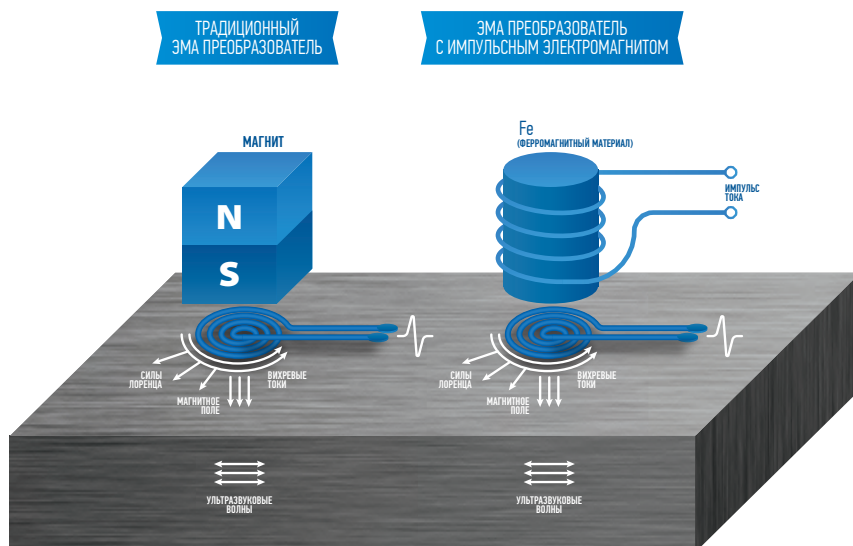 ТРАДИЦИОННЫЙ
ЭМА ПРЕОБРАЗОВАТЕЛЬ
ЭМА ПРЕОБРАЗОВАТЕЛЬ
С ИМПУЛЬСНЫМ ЭЛЕКТРОМАГНИТОМ
МАГНИТ
N
S
Fe
(ФЕРРОМАГНИТНЫЙ МАТЕРИАЛ)
ИМПУЛЬС
ТОКА
СИЛЫ
ЛОРЕНЦА
МАГНИТНОЕ
ПОЛЕ
ВИХРЕВЫЕ
ТОКИ
СИЛЫ
ЛОРЕНЦА
МАГНИТНОЕ
ПОЛЕ
ВИХРЕВЫЕ
ТОКИ
УЛЬТРАЗВУКОВЫЕ
ВОЛНЫ
УЛЬТРАЗВУКОВЫЕ
ВОЛНЫ